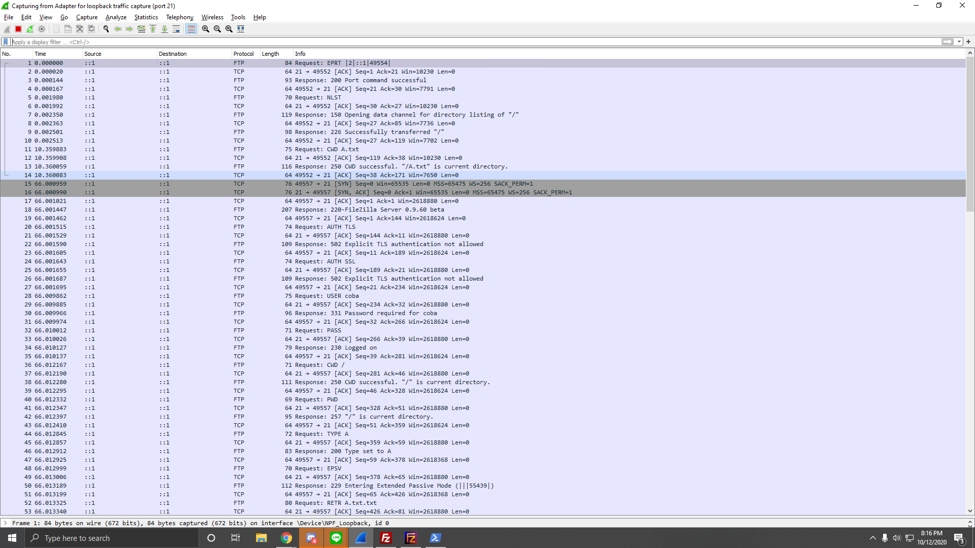 Capturing from Adapter for loopback traffic capture (port 21)
File Edit View Go Capture Analyze Statistics Telephony Wireless Tools Help
Apply a display filter ... <Ctrl-/>
No. Time Source Destination Protocol Length Info
1 0.000000 ::1 ::1 FTP 84 Request: EPRT |2|::1|49554|
2 0.000020 ::1 ::1 TCP 64 21 → 49552 [ACK] Seq=1 Ack=21 Win=10230 Len=0
3 0.000144 ::1 ::1 FTP 93 Response: 200 Port command successful
4 0.000167 ::1 ::1 TCP 64 49552 → 21 [ACK] Seq=21 Ack=30 Win=7791 Len=0
5 0.001980 ::1 ::1 FTP 70 Request: NLST
6 0.001992 ::1 ::1 TCP 64 21 → 49552 [ACK] Seq=30 Ack=27 Win=10230 Len=0
7 0.002350 ::1 ::1 FTP 119 Response: 150 Opening data channel for directory listing of "/"
8 0.002363 ::1 ::1 TCP 64 49552 → 21 [ACK] Seq=27 Ack=85 Win=7736 Len=0
9 0.002501 ::1 ::1 FTP 98 Response: 226 Successfully transferred "/"
10 0.002513 ::1 ::1 TCP 64 49552 → 21 [ACK] Seq=27 Ack=119 Win=7702 Len=0
11 10.359894 ::1 ::1 FTP 75 Request: CWD A.txt
12 10.359908 ::1 ::1 TCP 64 21 → 49552 [ACK] Seq=119 Ack=38 Win=10230 Len=0
13 10.360059 ::1 ::1 FTP 116 Response: 250 CWD successful. "/A.txt" is current directory.
14 10.360083 ::1 ::1 TCP 64 49552 → 21 [ACK] Seq=38 Ack=171 Win=7650 Len=0
15 66.000959 ::1 ::1 TCP 76 49557 → 21 [SYN] Seq=0 Win=65535 Len=0 MSS=65475 WS=256 SACK_PERM=1
16 66.000990 ::1 ::1 TCP 76 21 → 49557 [SYN, ACK] Seq=0 Ack=1 Win=65535 Len=0 MSS=65475 WS=256 SACK_PERM=1
17 66.001021 ::1 ::1 TCP 64 49557 → 21 [ACK] Seq=1 Ack=1 Win=2618880 Len=0
18 66.001447 ::1 ::1 FTP 207 Response: 220-FileZilla Server 0.9.60 beta
19 66.001462 ::1 ::1 TCP 64 49557 → 21 [ACK] Seq=1 Ack=144 Win=2618624 Len=0
20 66.001515 ::1 ::1 FTP 74 Request: AUTH TLS
21 66.001529 ::1 ::1 TCP 64 21 → 49557 [ACK] Seq=144 Ack=11 Win=2618880 Len=0
22 66.001590 ::1 ::1 FTP 109 Response: 502 Explicit TLS authentication not allowed
23 66.001605 ::1 ::1 TCP 64 49557 → 21 [ACK] Seq=11 Ack=189 Win=2618624 Len=0
24 66.001643 ::1 ::1 FTP 74 Request: AUTH SSL
25 66.001655 ::1 ::1 TCP 64 21 → 49557 [ACK] Seq=189 Ack=21 Win=2618880 Len=0
26 66.001687 ::1 ::1 FTP 109 Response: 502 Explicit TLS authentication not allowed
27 66.001695 ::1 ::1 TCP 64 49557 → 21 [ACK] Seq=21 Ack=234 Win=2618624 Len=0
28 66.009862 ::1 ::1 FTP 75 Request: USER coba
29 66.009885 ::1 ::1 TCP 64 21 → 49557 [ACK] Seq=234 Ack=32 Win=2618880 Len=0
30 66.009966 ::1 ::1 FTP 96 Response: 331 Password required for coba
31 66.009974 ::1 ::1 TCP 64 49557 → 21 [ACK] Seq=32 Ack=266 Win=2618624 Len=0
32 66.010012 ::1 ::1 FTP 71 Request: PASS
33 66.010026 ::1 ::1 TCP 64 21 → 49557 [ACK] Seq=266 Ack=39 Win=2618880 Len=0
34 66.010127 ::1 ::1 FTP 79 Response: 230 Logged on
35 66.010137 ::1 ::1 TCP 64 49557 → 21 [ACK] Seq=39 Ack=281 Win=2618624 Len=0
36 66.012167 ::1 ::1 FTP 71 Request: CWD /
37 66.012190 ::1 ::1 TCP 64 21 → 49557 [ACK] Seq=281 Ack=46 Win=2618880 Len=0
38 66.012280 ::1 ::1 FTP 111 Response: 250 CWD successful. "/" is current directory.
39 66.012295 ::1 ::1 TCP 64 49557 → 21 [ACK] Seq=46 Ack=328 Win=2618624 Len=0
40 66.012332 ::1 ::1 FTP 69 Request: PWD
41 66.012347 ::1 ::1 TCP 64 21 → 49557 [ACK] Seq=328 Ack=51 Win=2618880 Len=0
42 66.012397 ::1 ::1 FTP 95 Response: 257 "/" is current directory.
43 66.012410 ::1 ::1 TCP 64 49557 → 21 [ACK] Seq=51 Ack=359 Win=2618624 Len=0
44 66.012845 ::1 ::1 FTP 72 Request: TYPE A
45 66.012857 ::1 ::1 TCP 64 21 → 49557 [ACK] Seq=359 Ack=59 Win=2618880 Len=0
46 66.012912 ::1 ::1 FTP 83 Response: 200 Type set to A
47 66.012925 ::1 ::1 TCP 64 49557 → 21 [ACK] Seq=59 Ack=378 Win=2618368 Len=0
48 66.012999 ::1 ::1 FTP 70 Request: EPSV
49 66.013006 ::1 ::1 TCP 64 21 → 49557 [ACK] Seq=378 Ack=65 Win=2618880 Len=0
50 66.013189 ::1 ::1 FTP 112 Response: 229 Entering Extended Passive Mode (|||55439|)
51 66.013199 ::1 ::1 TCP 64 49557 → 21 [ACK] Seq=65 Ack=426 Win=2618368 Len=0
52 66.013325 ::1 ::1 FTP 80 Request: RETR A.txt.txt
53 66.013340 ::1 ::1 TCP 64 21 → 49557 [ACK] Seq=426 Ack=81 Win=2618880 Len=0
Frame 1: 84 bytes on wire (672 bits), 84 bytes captured (672 bits) on interface \Device\NPF_Loopback, id 0
Type here to search
8:16 PM
10/12/2020